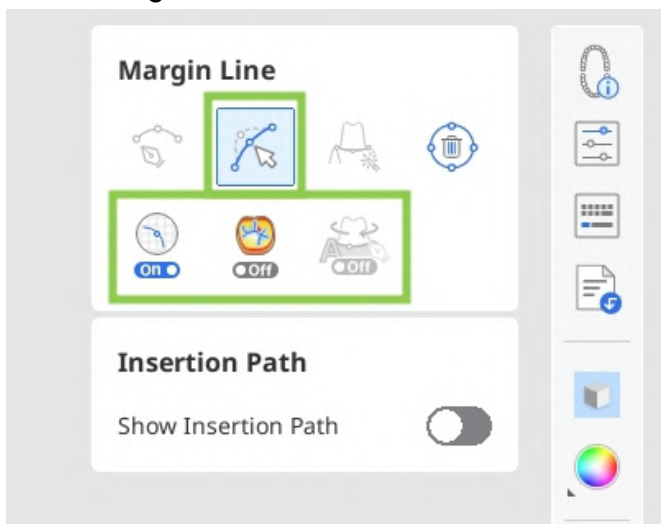 Margin Line
On
Off
Off
Insertion Path
Show Insertion Path